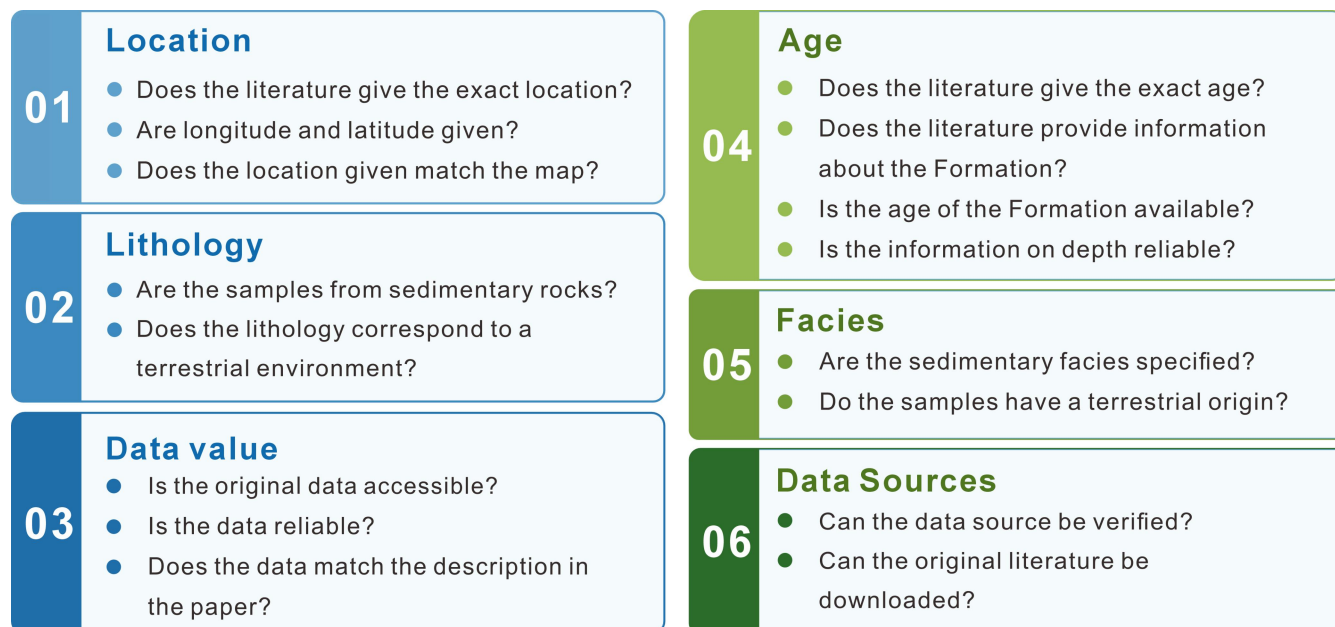 01
Location
Does the literature give the exact location?
Are longitude and latitude given?
Does the location given match the map?
02
Lithology
Are the samples from sedimentary rocks?
Does the lithology correspond to a
terrestrial environment?
03
Data value
Is the original data accessible?
Is the data reliable?
Does the data match the description in
the paper?
04
Age
Does the literature give the exact age?
Does the literature provide information
about the Formation?
Is the age of the Formation available?
Is the information on depth reliable?
05
Facies
Are the sedimentary facies specified?
Do the samples have a terrestrial origin?
06
Data Sources
Can the data source be verified?
Can the original literature be
downloaded?